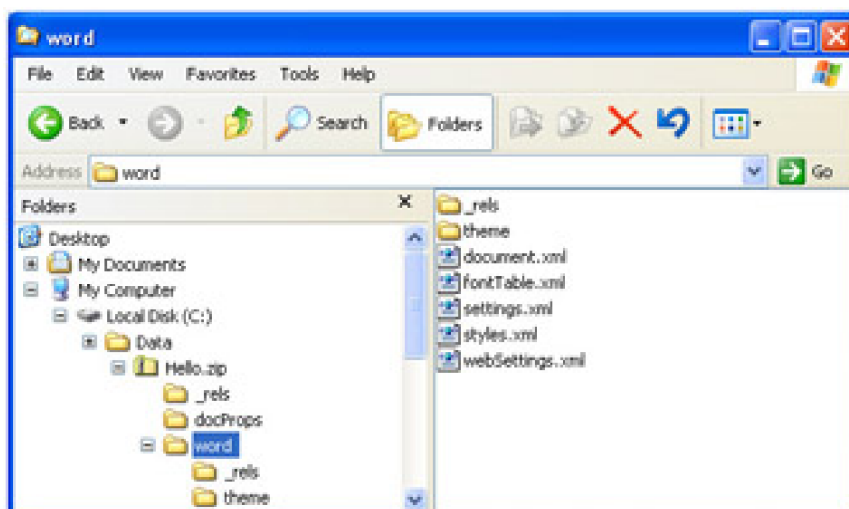 word
File Edit View Favorites Tools Help
Back Search Folders
Address word Go
Folders
Desktop
My Documents
My Computer
Local Disk (C:)
Data
Hello.zip
_rels
docProps
word
_rels
theme
_rels
theme
document.xml
fontTable.xml
settings.xml
styles.xml
webSettings.xml